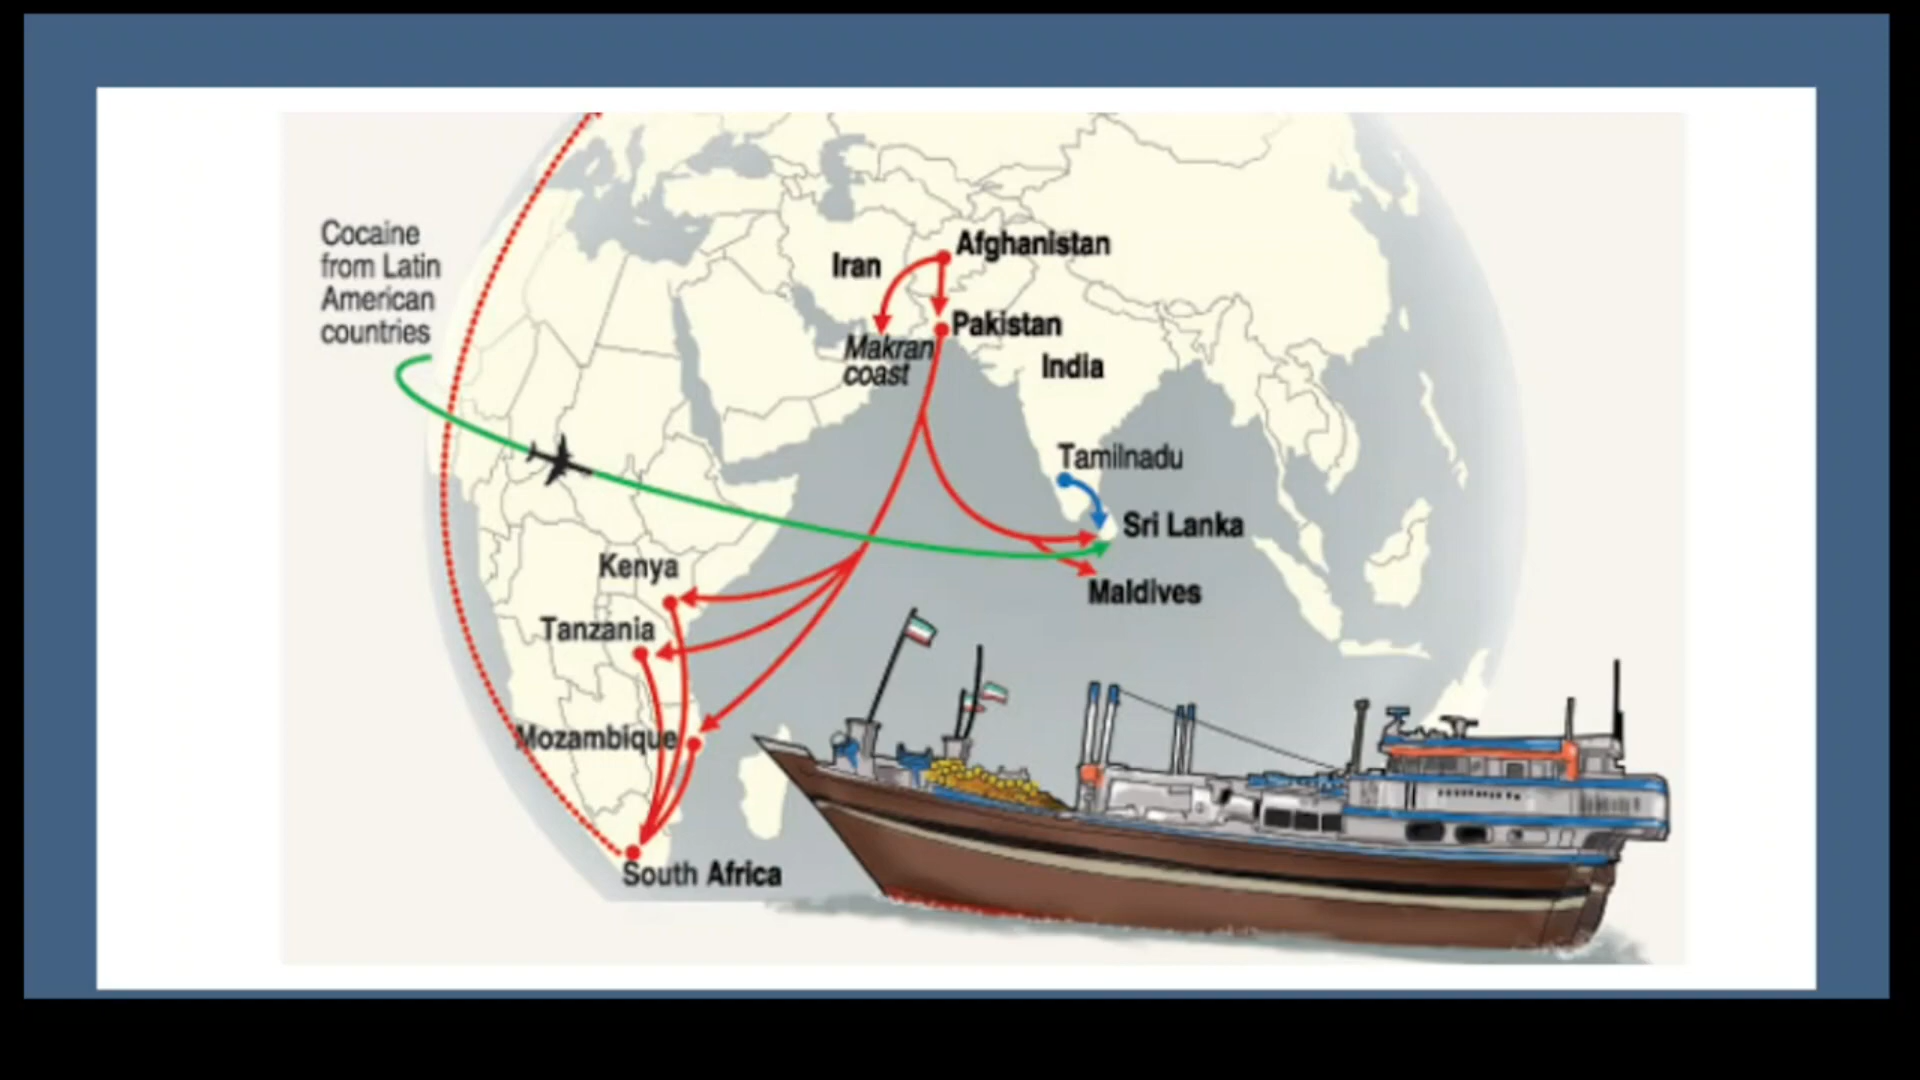 Cocaine
from Latin
American
countries
Afghanistan
Iran
Pakistan
Makran
coast
India
Tamilnadu
Sri Lanka
Kenya
Maldives
Tanzania
Mozambique
South Africa